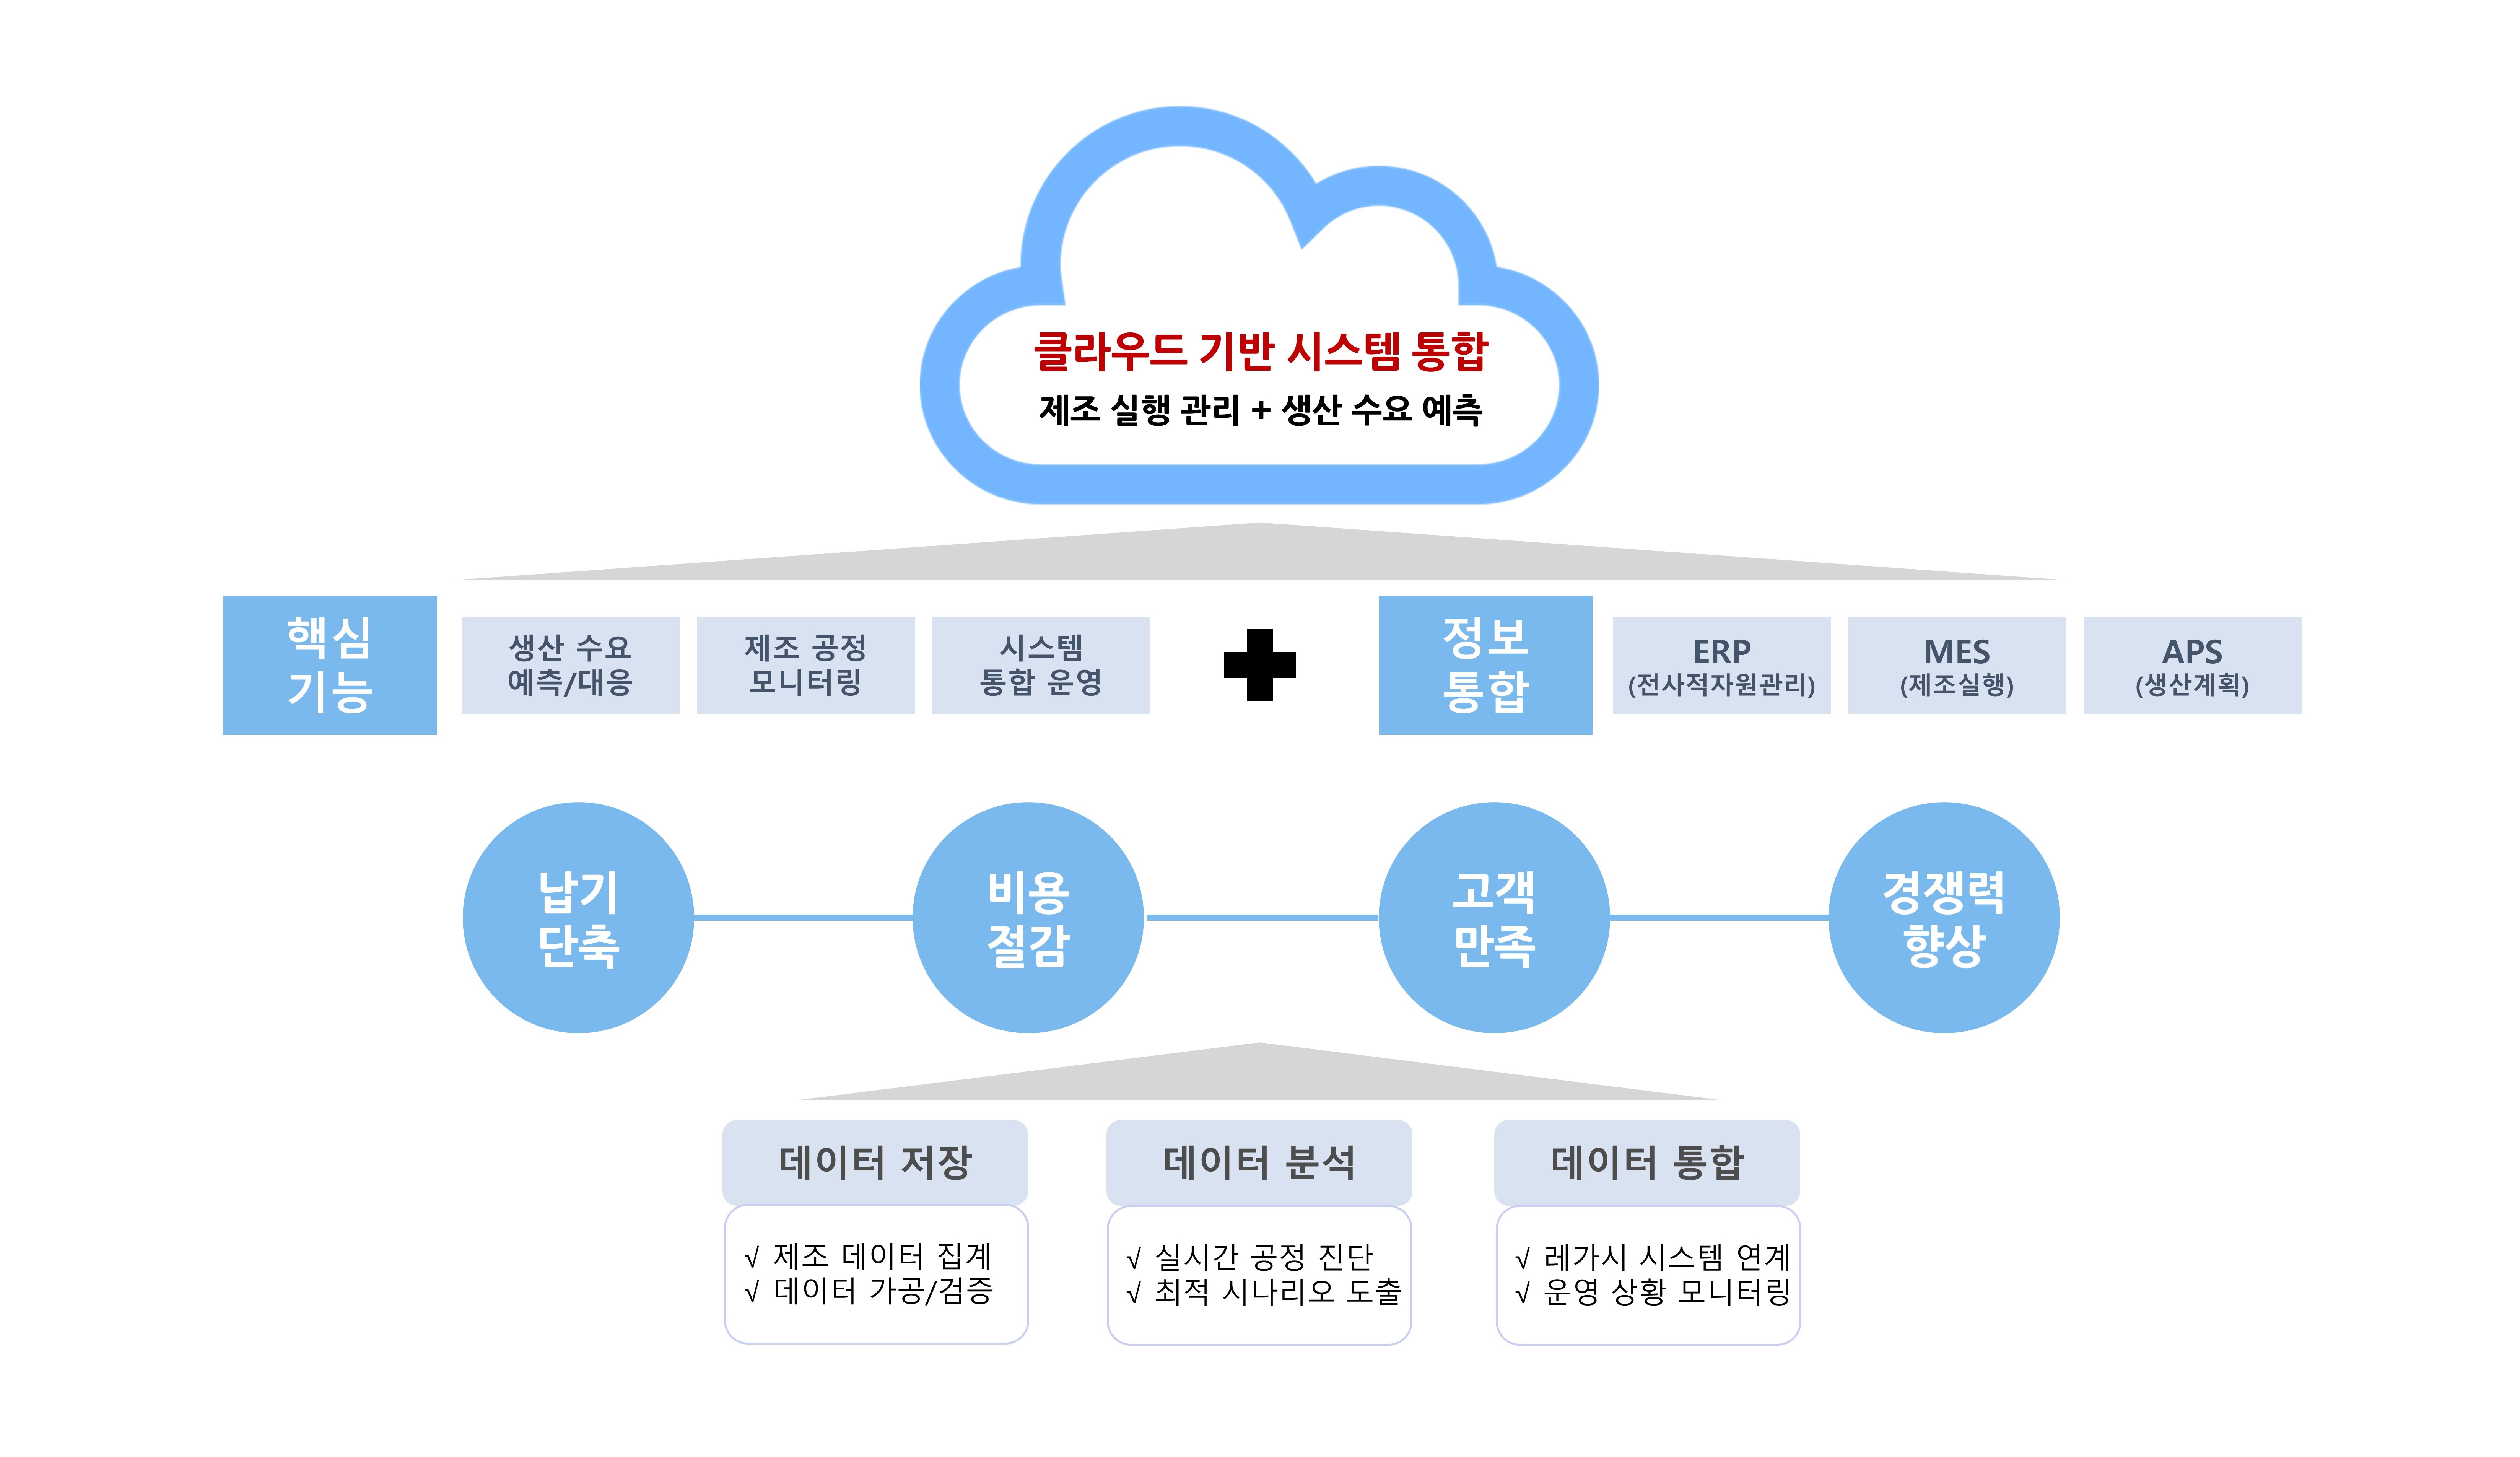 클라우드 기반 시스템 통합
제조 실행 관리 + 생산 수요 예측
핵심
기능
생산 수요
예측/대응
제조 공정
모니터링
시스템
통합 운영
정보
통합
ERP
(전사적자원관리)
MES
(제조실행)
APS
(생산계획)
납기
단축
비용
절감
고객
만족
경쟁력
향상
데이터 저장
√ 제조 데이터 집계
√ 데이터 가공/검증
데이터 분석
√ 실시간 공정 진단
√ 최적 시나리오 도출
데이터 통합
√ 레가시 시스템 연계
√ 운영 상황 모니터링